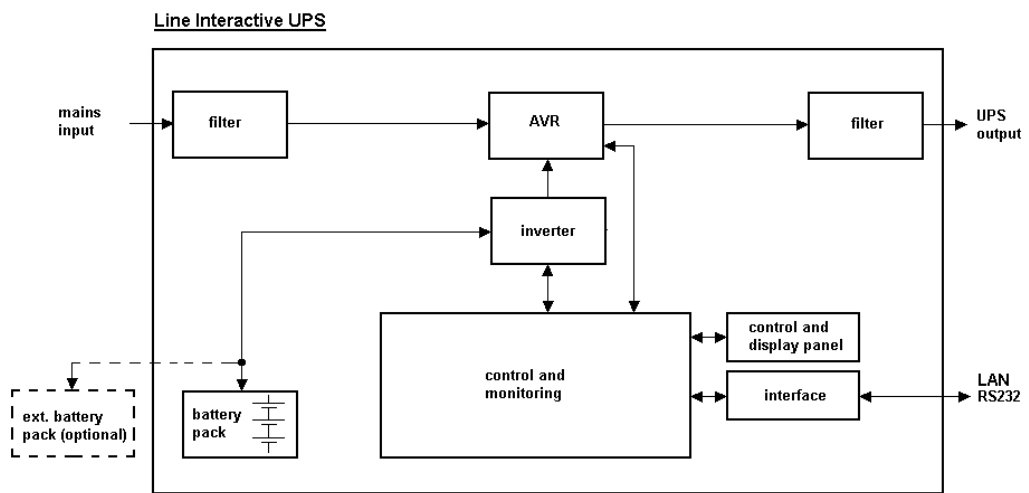 Line Interactive UPS
mains
input
filter
AVR
filter
UPS
output
inverter
control and
monitoring
control and
display panel
interface
LAN
RS232
ext. battery
pack (optional)
battery
pack